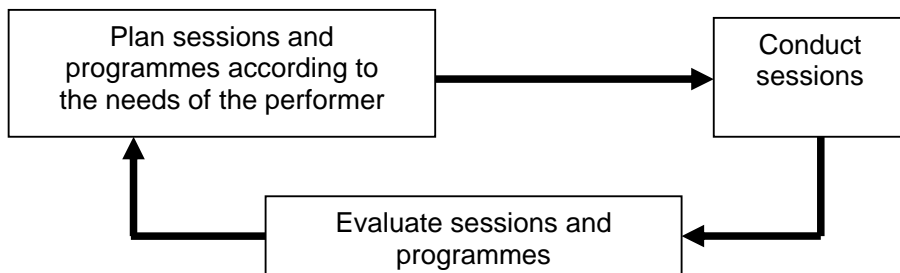 Plan sessions and
programmes according to
the needs of the performer
Conduct
sessions
Evaluate sessions and
programmes